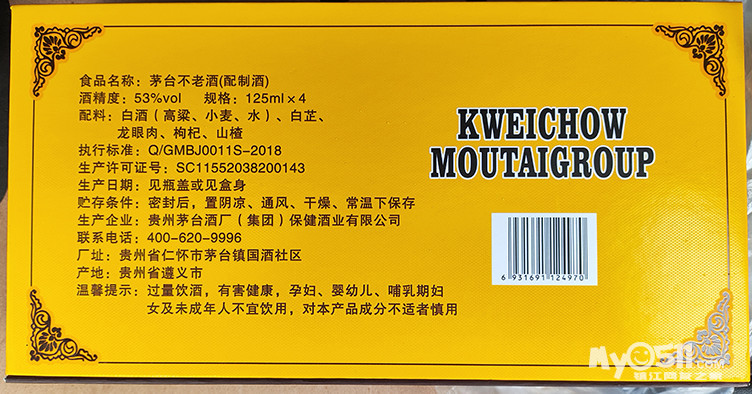 食品名称：茅台不老酒(配制酒)
酒精度：53%vol 规格：125ml×4
配料：白酒（高粱、小麦、水）、白芷、
龙眼肉、枸杞、山楂
执行标准：Q/GMBJ0011S-2018
生产许可证号：SC11552038200143
生产日期：见瓶盖或见盒身
贮存条件：密封后，置阴凉、通风、干燥、常温下保存
生产企业：贵州茅台酒厂（集团）保健酒业有限公司
联系电话：400-620-9996
厂址：贵州省仁怀市茅台镇国酒社区
产地：贵州省遵义市
温馨提示：过量饮酒，有害健康，孕妇、婴幼儿、哺乳期妇
女及未成年人不宜饮用，对本产品成分不适者慎用
KWEICHOW
MOUTAIGROUP
6 931691 124970
My0511.com
镇江网友之家